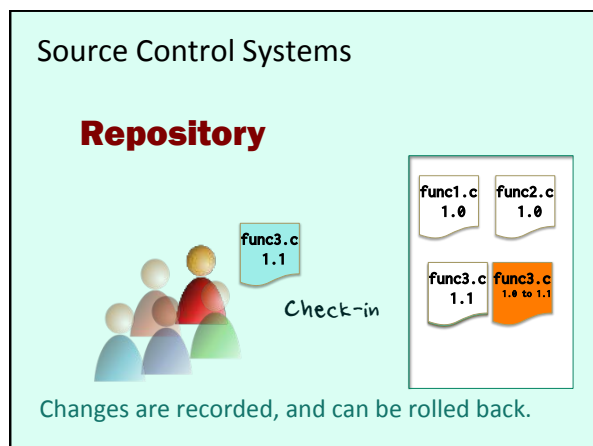 Source Control Systems
Repository
func1.c
1.0
func2.c
1.0
func3.c
1.1
Check-in
func3.c
1.1
func3.c
1.0 to 1.1
Changes are recorded, and can be rolled back.